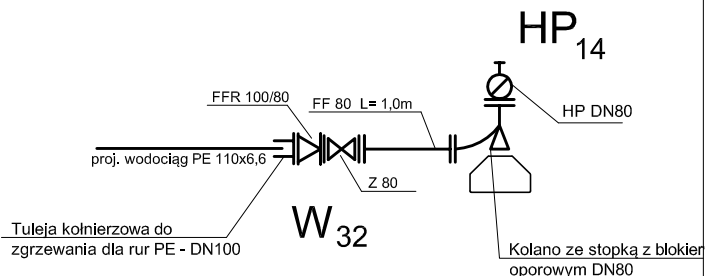 HP14
FFR 100/80
FF 80 L= 1,0m
HP DN80
proj. wodociąg PE 110x6,6
Z 80
W32
Tuleja kołnierzowa do
zgrzewania dla rur PE - DN100
Kolano ze stopką z blokier
oporowym DN80